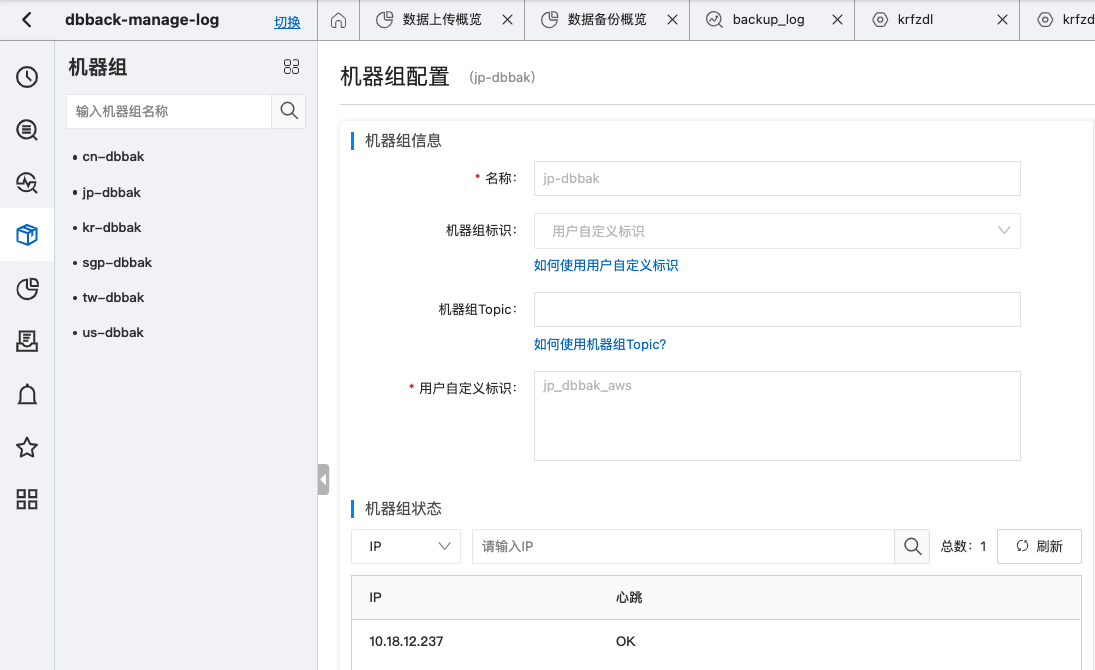 dbback-manage-log 切换
数据上传概览
数据备份概览
backup_log
krfzdl
krfzd
机器组
输入机器组名称
cn-dbbak
jp-dbbak
kr-dbbak
sgp-dbbak
tw-dbbak
us-dbbak
机器组配置 (jp-dbbak)
机器组信息
* 名称: jp-dbbak
机器组标识: 用户自定义标识
如何使用用户自定义标识
机器组Topic:
如何使用机器组Topic?
* 用户自定义标识: jp_dbbak_aws
机器组状态
IP 请输入IP 总数: 1 刷新
IP 心跳
10.18.12.237 OK